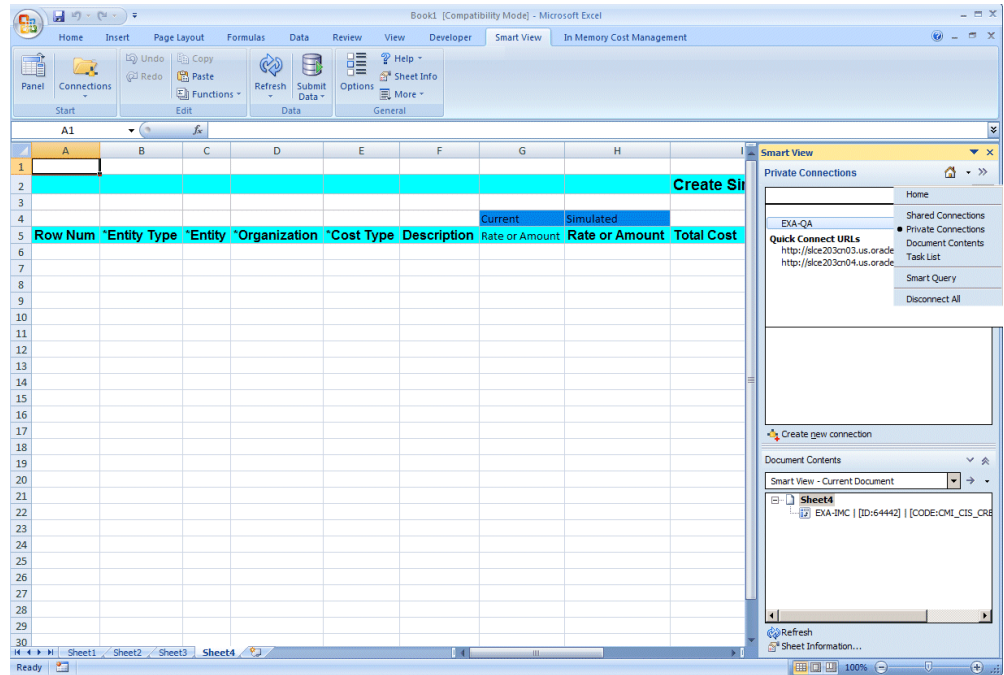 Book1 [Compatibility Mode] - Microsoft Excel
Home Insert Page Layout Formulas Data Review View Developer Smart View In Memory Cost Management
Panel
Connections
Start
Undo
Redo
Copy
Paste
Functions
Edit
Refresh
Submit
Data
Data
Options
Help
Sheet Info
More
General
A1
fx
A B C D E F G H I
1
2 Create Sir
3
4 Current Simulated
5 Row Num *Entity Type *Entity *Organization *Cost Type Description Rate or Amount Rate or Amount Total Cost
6
7
8
9
10
11
12
13
14
15
16
17
18
19
20
21
22
23
24
25
26
27
28
29
30
Smart View
Private Connections
EXA-QA
Quick Connect URLs
http://slce203cn03.us.oracle
http://slce203cn04.us.oracle
Home
Shared Connections
Private Connections
Document Contents
Task List
Smart Query
Disconnect All
Create new connection
Document Contents
Smart View - Current Document
Sheet4
EXA-IMC | [ID:64442] | [CODE:CMI_CIS_CRE
Refresh
Sheet Information...
Sheet1 Sheet2 Sheet3 Sheet4
Ready
100%